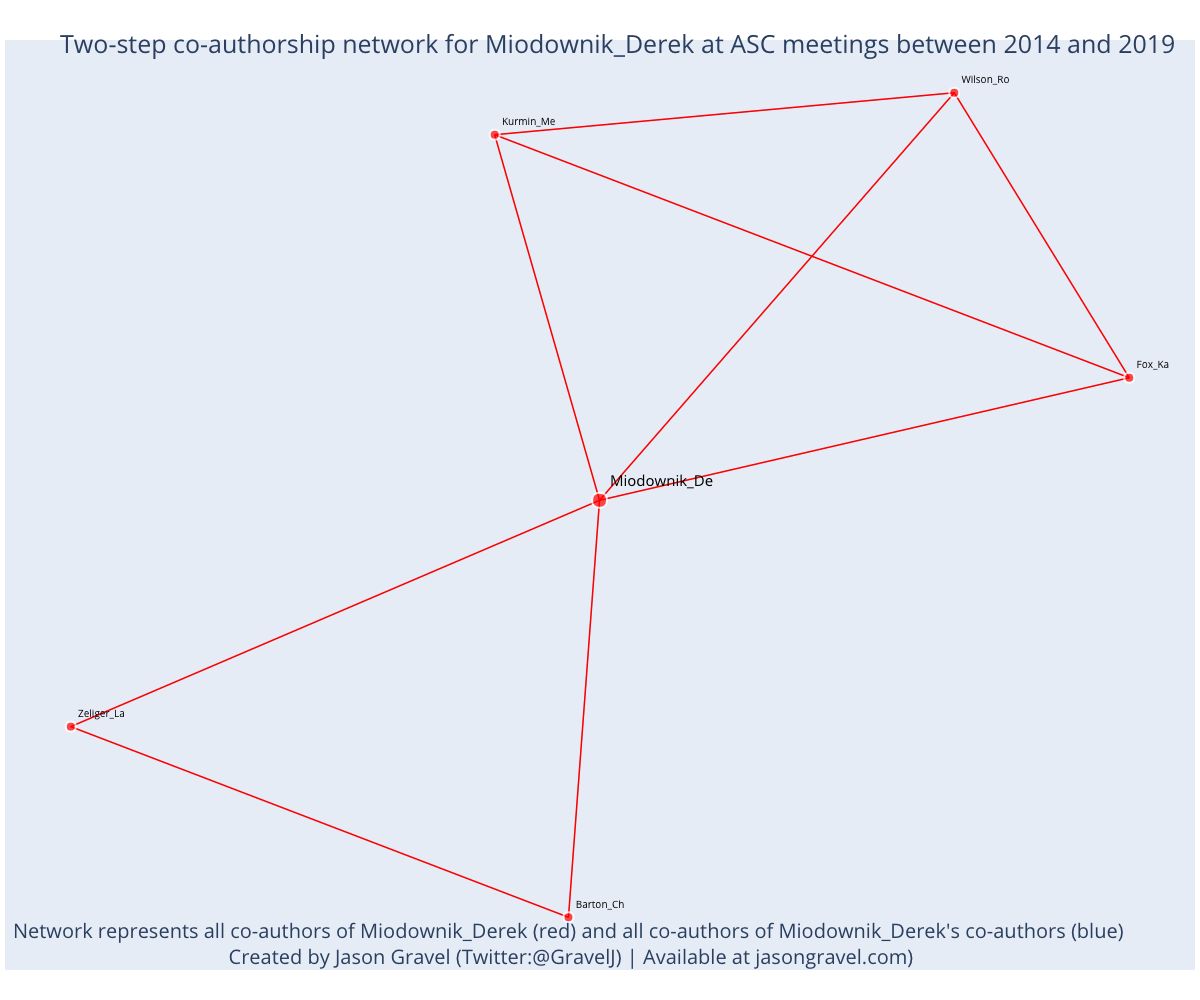 Two-step co-authorship network for Miodownik_Derek at ASC meetings between 2014 and 2019
Wilson_Ro
Kurmin_Me
Fox_Ka
Miodownik_De
Zeliger_La
Barton_Ch
Network represents all co-authors of Miodownik_Derek (red) and all co-authors of Miodownik_Derek's co-authors (blue)
Created by Jason Gravel (Twitter:@GravelJ) | Available at jasongravel.com)